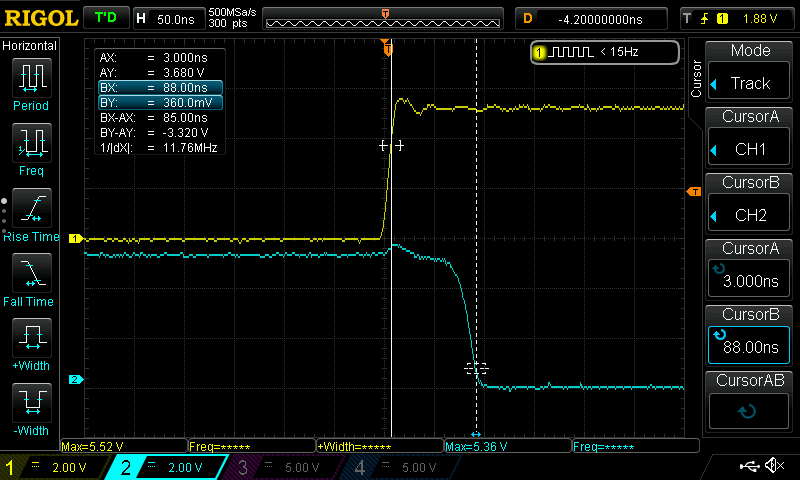 RIGOL T'D H 50.0ns 500MSa/s 300 pts T D -4.20000000ns T 1 1.88 V
Horizontal
Period
Freq
Rise Time
Fall Time
+Width
-Width
AX: = 3.000ns
AY: = 3.680 V
BX: = 88.00ns
BY: = 360.0mV
BX-AX: = 85.00ns
BY-AY: = -3.320 V
1/|dX|: = 11.76MHz
T
1 < 15Hz
1
2
T
Cursor
Mode
Track
CursorA
CH1
CursorB
CH2
CursorA
3.000ns
CursorB
88.00ns
CursorAB
Max=5.52 V Freq=***** +Width=***** Max=5.36 V Freq=*****
1 2.00 V 2 2.00 V 3 5.00 V 4 5.00 V